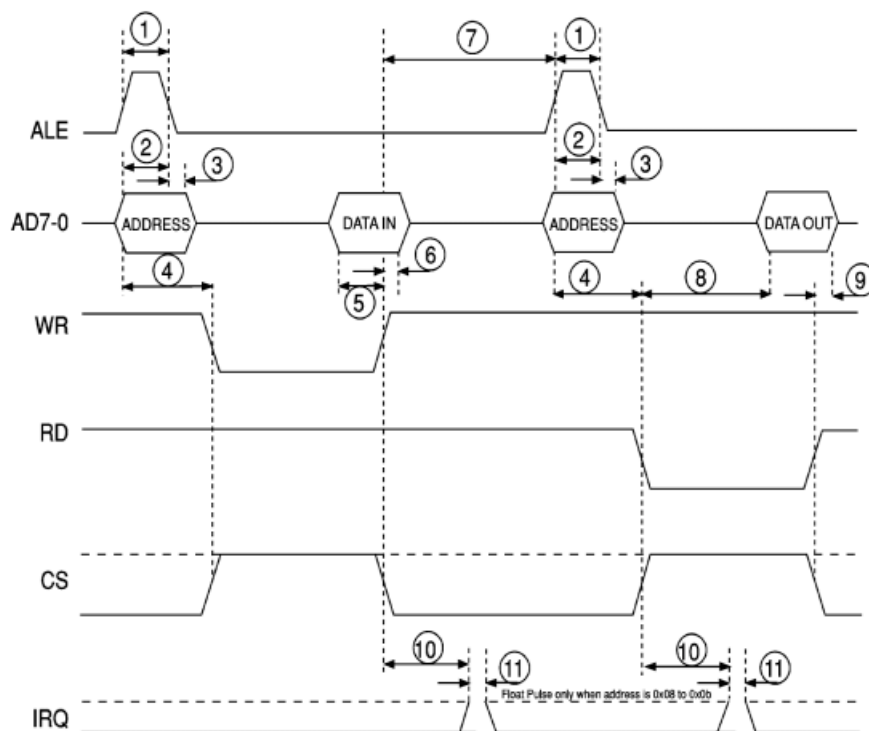 1 7 1
ALE
2 3 2 3
AD7-0 ADDRESS DATA IN ADDRESS DATA OUT
4 5 6 4 8 9
WR
RD
CS
10 11 10 11
Float Pulse only when address is 0x08 to 0x0b
IRQ